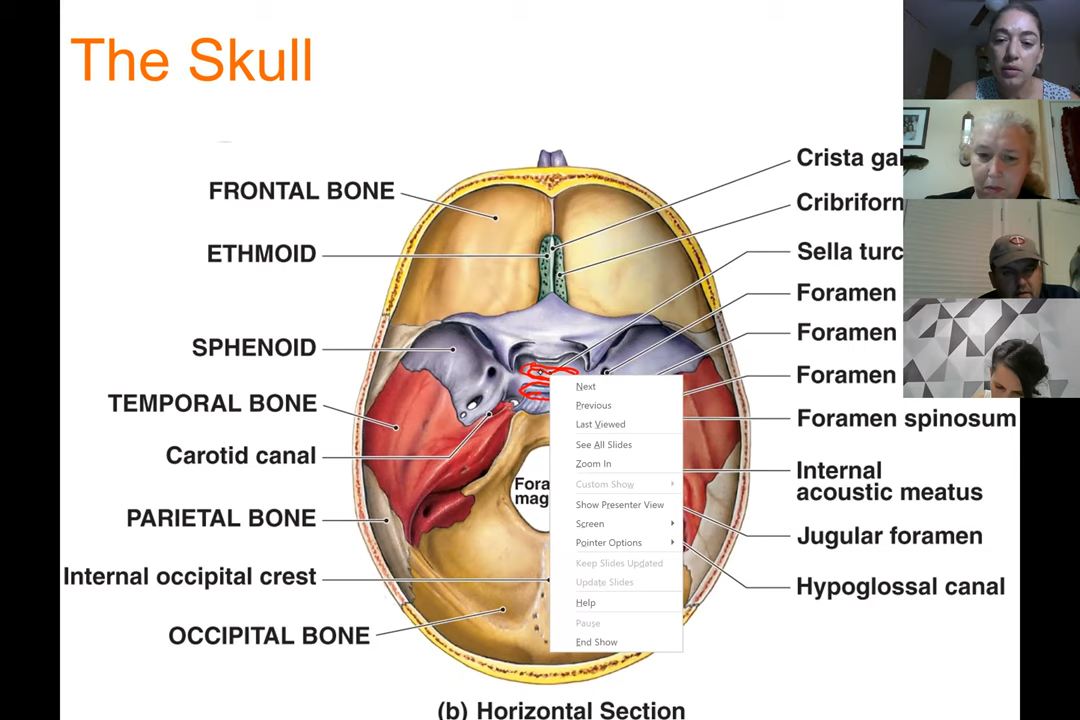 The Skull
FRONTAL BONE
ETHMOID
SPHENOID
TEMPORAL BONE
Carotid canal
PARIETAL BONE
Internal occipital crest
OCCIPITAL BONE
Crista gal
Cribriforn
Sella turc
Foramen
Foramen
Foramen
Foramen spinosum
Internal
acoustic meatus
Jugular foramen
Hypoglossal canal
Fora
mag
Next
Previous
Last Viewed
See All Slides
Zoom In
Custom Show
Show Presenter View
Screen
Pointer Options
Keep Slides Updated
Update Slides
Help
Pause
End Show
(b) Horizontal Section